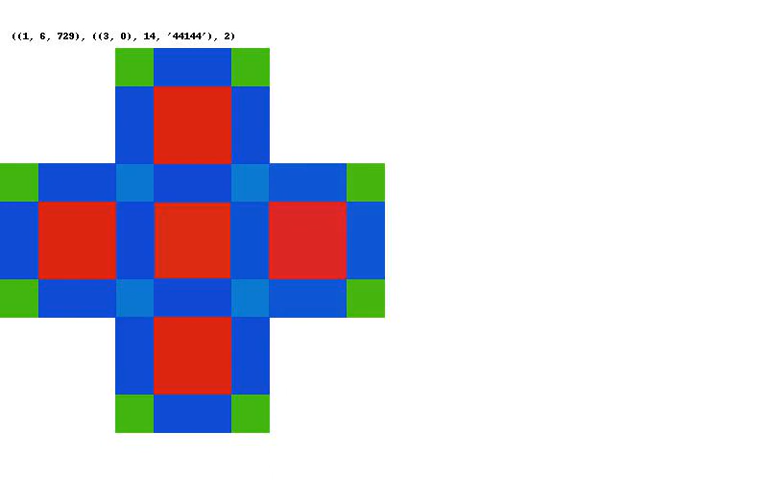 ((1, 6, 729), ((3, 0), 14, '44144'), 2)